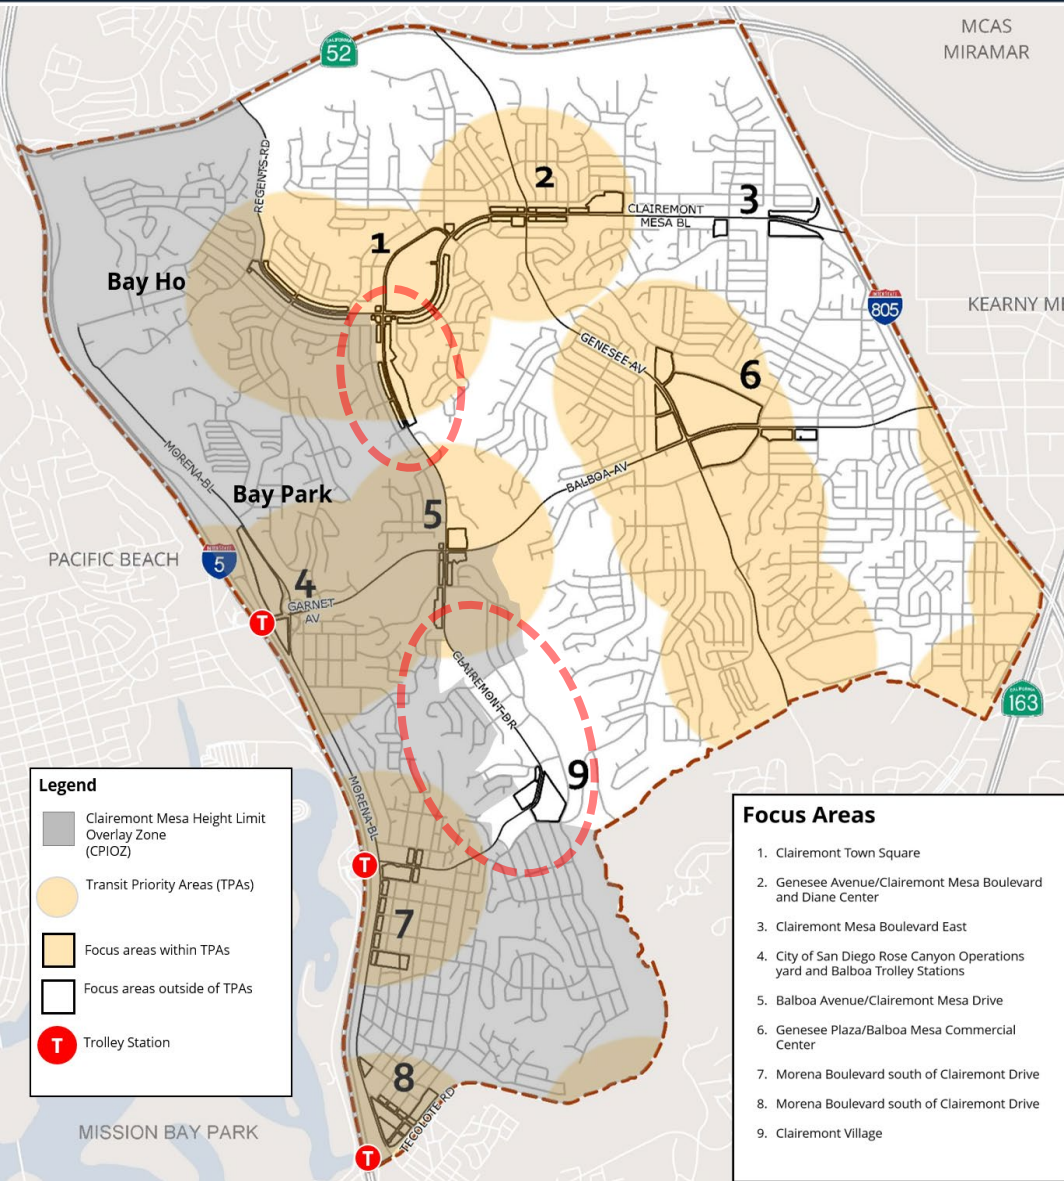 MCAS
MIRAMAR
CALIFORNIA
52
REGENTS RD
2
CLAIREMONT
MESA BL
3
1
Bay Ho
INTERSTATE
805
KEARNY ME
GENESEE AV
6
MORENA BL
Bay Park
BALBOA AV
5
PACIFIC BEACH
INTERSTATE
5
4
GARNET
AV
T
CLAIREMONT DR
CALIFORNIA
163
9
MORENA BL
T
7
8
TECOLOTE RD
MISSION BAY PARK
T
Legend
Clairemont Mesa Height Limit
Overlay Zone
(CPIOZ)
Transit Priority Areas (TPAs)
Focus areas within TPAs
Focus areas outside of TPAs
T
Trolley Station
Focus Areas
1. Clairemont Town Square
2. Genesee Avenue/Clairemont Mesa Boulevard
and Diane Center
3. Clairemont Mesa Boulevard East
4. City of San Diego Rose Canyon Operations
yard and Balboa Trolley Stations
5. Balboa Avenue/Clairemont Mesa Drive
6. Genesee Plaza/Balboa Mesa Commercial
Center
7. Morena Boulevard south of Clairemont Drive
8. Morena Boulevard south of Clairemont Drive
9. Clairemont Village